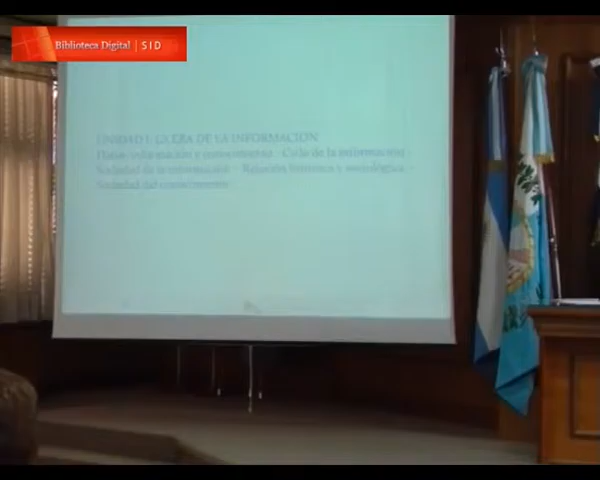 Biblioteca Digital | SID
UNIDAD I: LA ERA DE LA INFORMACION
Datos, información y conocimiento - Ciclo de la información -
Sociedad de la información - Relación histórica y sociológica -
Sociedad del conocimiento